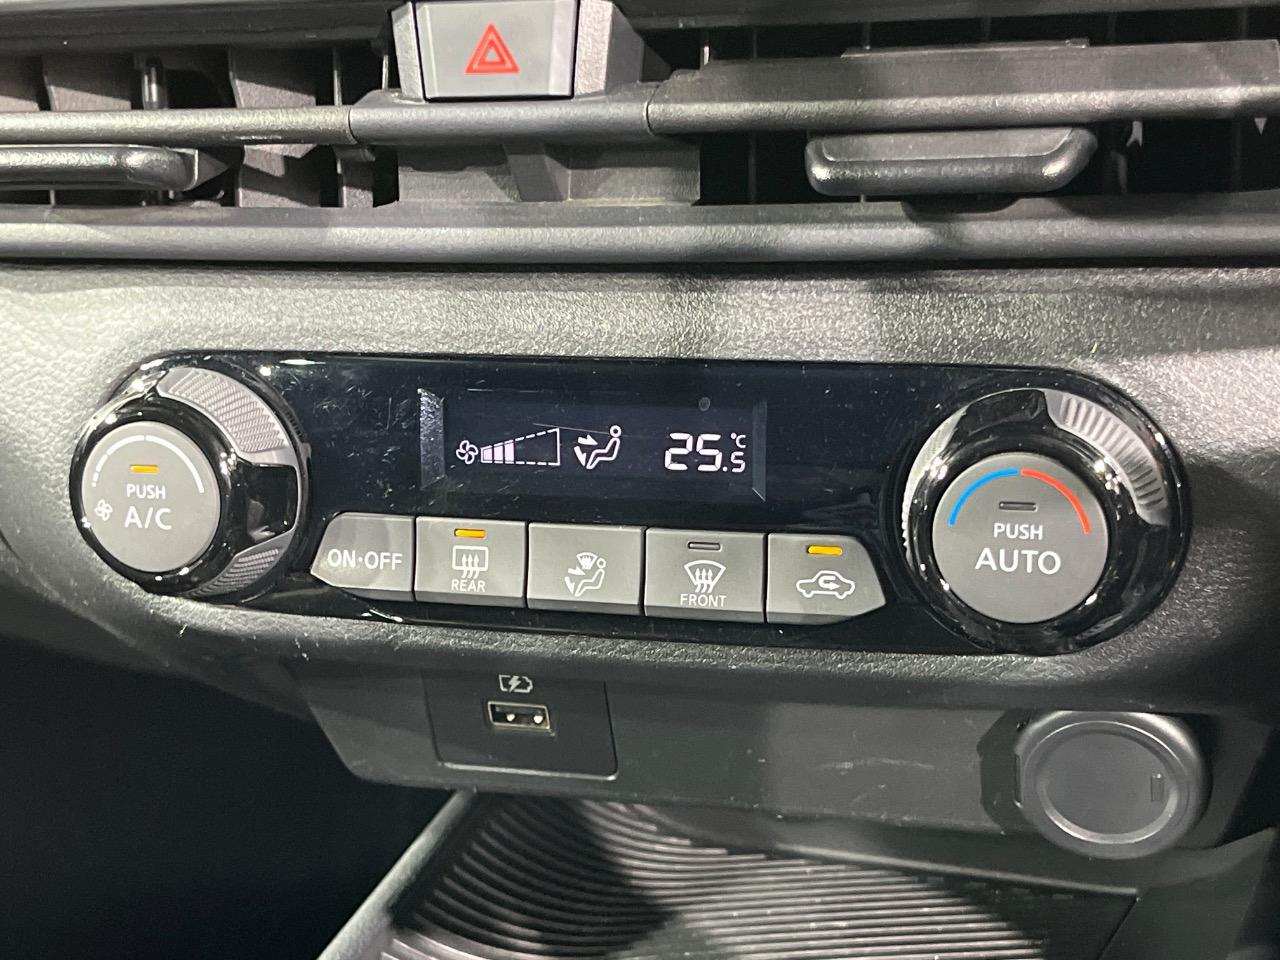 25.5°C
PUSH
A/C
ON·OFF
REAR
FRONT
PUSH
AUTO